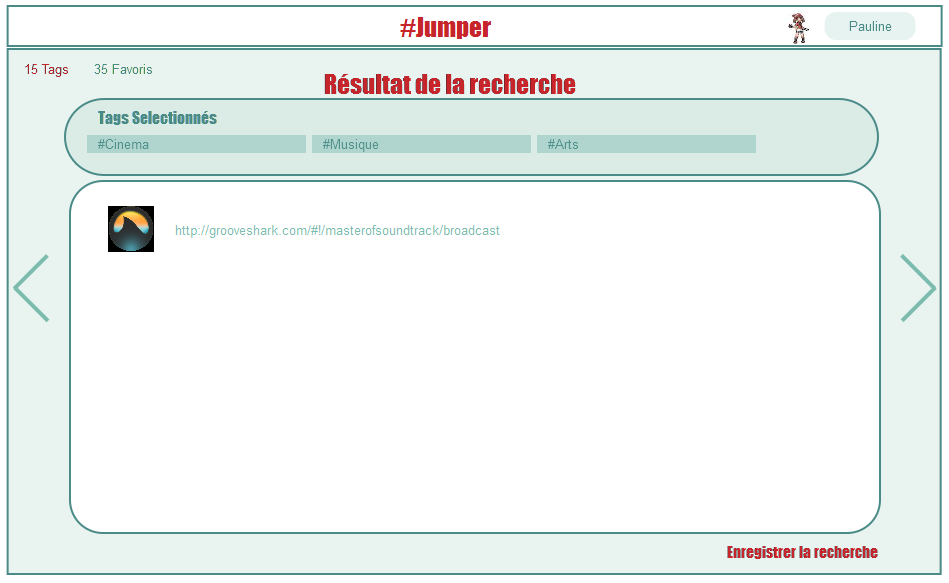 #Jumper
Pauline
15 Tags 35 Favoris
Résultat de la recherche
Tags Selectionnés
#Cinema #Musique #Arts
http://grooveshark.com/#!/masterofsoundtrack/broadcast
Enregistrer la recherche